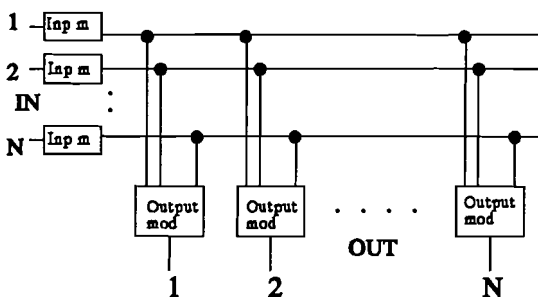 1 Inp m
2 Inp m
IN
N Inp m
Output mod Output mod Output mod
OUT
1 2 N